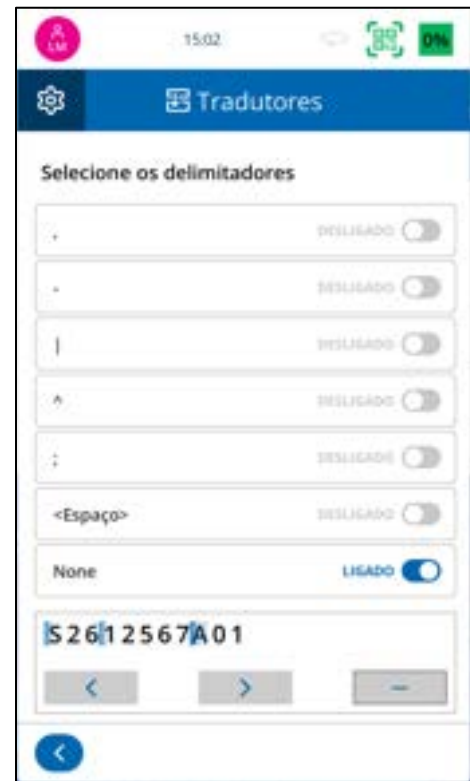 LM 15:02 0%
Tradutores
Selecione os delimitadores
. DESLIGADO
- DESLIGADO
| DESLIGADO
^ DESLIGADO
: DESLIGADO
<Espaço> DESLIGADO
None LIGADO
S2612567A01